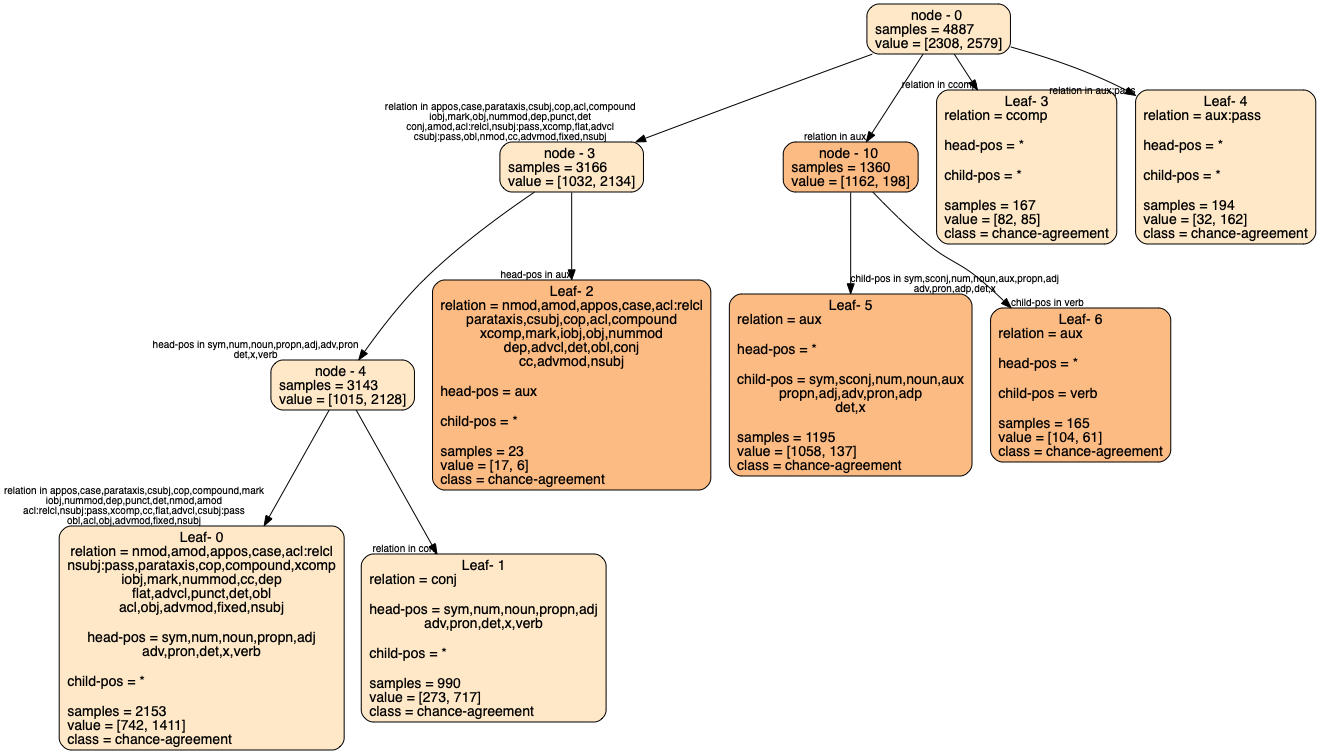 node - 0
samples = 4887
value = [2308, 2579]
relation in ccomp
relation in aux:pass
Leaf- 3
relation = ccomp
head-pos = *
child-pos = *
samples = 167
value = [82, 85]
class = chance-agreement
Leaf- 4
relation = aux:pass
head-pos = *
child-pos = *
samples = 194
value = [32, 162]
class = chance-agreement
relation in appos,case,parataxis,csubj,cop,acl,compound
iobj,mark,obj,nummod,dep,punct,det
conj,amod,acl:relcl,nsubj:pass,xcomp,flat,advcl
csubj:pass,obl,nmod,cc,advmod,fixed,nsubj
node - 3
samples = 3166
value = [1032, 2134]
relation in aux
node - 10
samples = 1360
value = [1162, 198]
head-pos in aux
Leaf- 2
relation = nmod,amod,appos,case,acl:relcl
parataxis,csubj,cop,acl,compound
xcomp,mark,iobj,obj,nummod
dep,advcl,det,obl,conj
cc,advmod,nsubj
head-pos = aux
child-pos = *
samples = 23
value = [17, 6]
class = chance-agreement
child-pos in sym,sconj,num,noun,aux,propn,adj
adv,pron,adp,det,x
Leaf- 5
relation = aux
head-pos = *
child-pos = sym,sconj,num,noun,aux
propn,adj,adv,pron,adp
det,x
samples = 1195
value = [1058, 137]
class = chance-agreement
child-pos in verb
Leaf- 6
relation = aux
head-pos = *
child-pos = verb
samples = 165
value = [104, 61]
class = chance-agreement
head-pos in sym,num,noun,propn,adj,adv,pron
det,x,verb
node - 4
samples = 3143
value = [1015, 2128]
relation in appos,case,parataxis,csubj,cop,compound,mark
iobj,nummod,dep,punct,det,nmod,amod
acl:relcl,nsubj:pass,xcomp,cc,flat,advcl,csubj:pass
obl,acl,obj,advmod,fixed,nsubj
Leaf- 0
relation = nmod,amod,appos,case,acl:relcl
nsubj:pass,parataxis,cop,compound,xcomp
iobj,mark,nummod,cc,dep
flat,advcl,punct,det,obl
acl,obj,advmod,fixed,nsubj
head-pos = sym,num,noun,propn,adj
adv,pron,det,x,verb
child-pos = *
samples = 2153
value = [742, 1411]
class = chance-agreement
relation in conj
Leaf- 1
relation = conj
head-pos = sym,num,noun,propn,adj
adv,pron,det,x,verb
child-pos = *
samples = 990
value = [273, 717]
class = chance-agreement